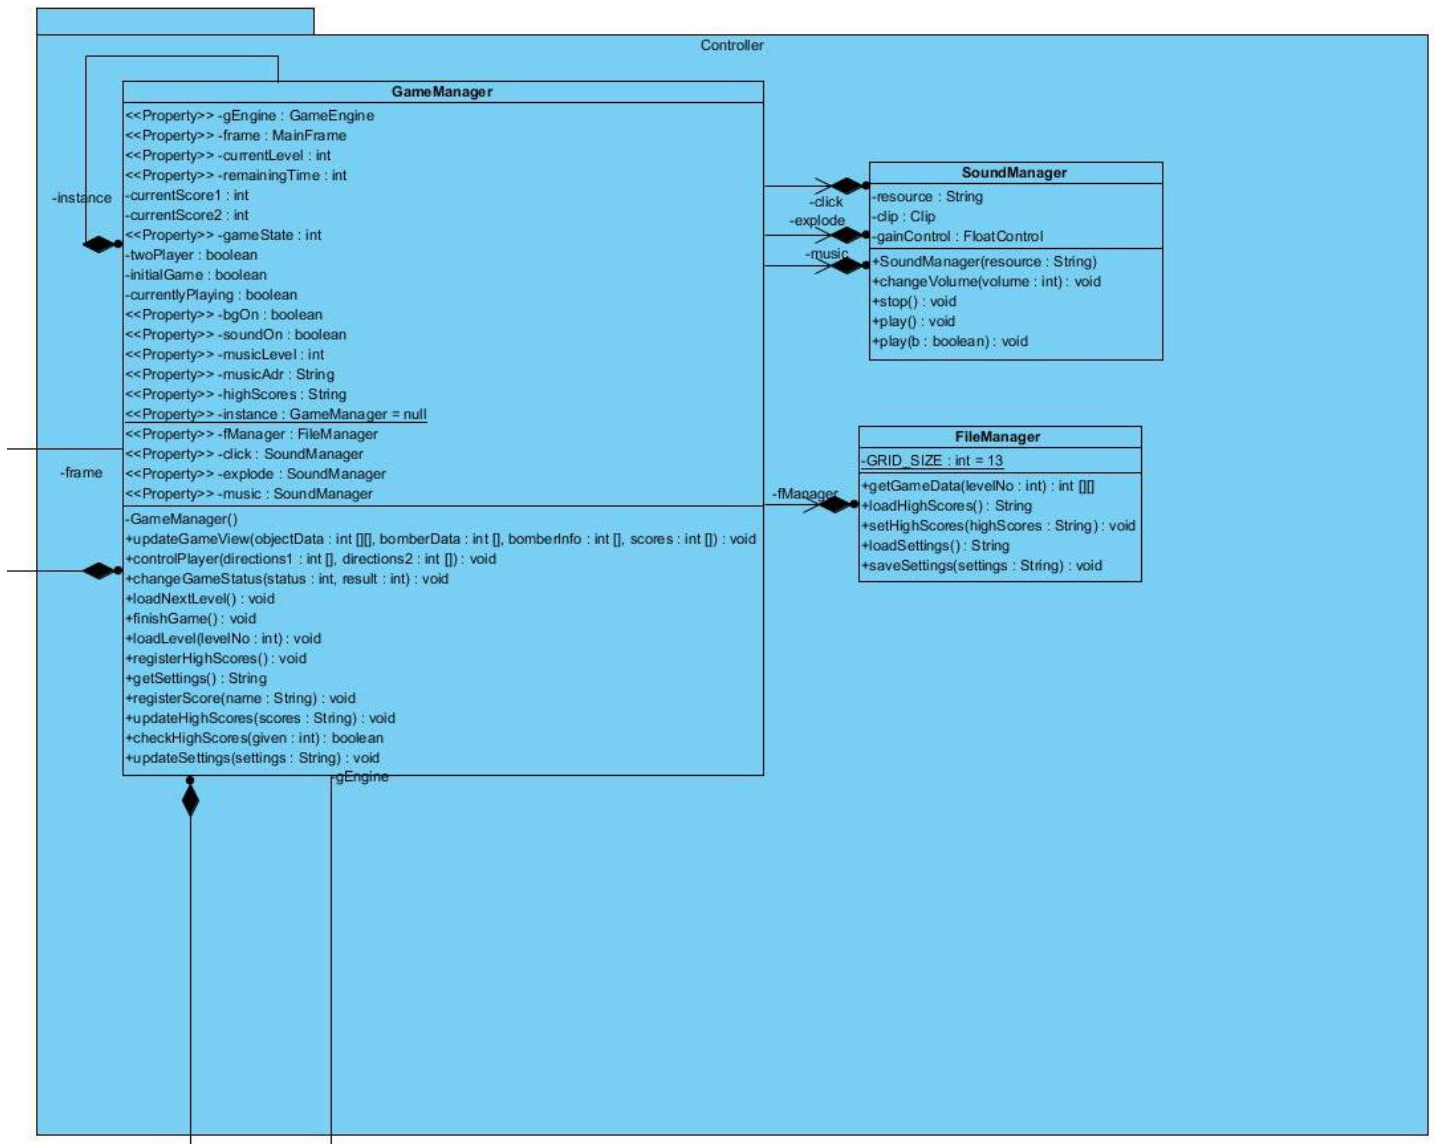 Controller
GameManager
<<Property>> -gEngine : GameEngine
<<Property>> -frame : MainFrame
<<Property>> -currentLevel : int
<<Property>> -remainingTime : int
-currentScore1 : int
-currentScore2 : int
<<Property>> -gameState : int
-twoPlayer : boolean
-initialGame : boolean
-currentlyPlaying : boolean
<<Property>> -bgOn : boolean
<<Property>> -soundOn : boolean
<<Property>> -musicLevel : int
<<Property>> -musicAdr : String
<<Property>> -highScores : String
<<Property>> -instance : GameManager = null
<<Property>> -fManager : FileManager
<<Property>> -click : SoundManager
<<Property>> -explode : SoundManager
<<Property>> -music : SoundManager
-GameManager()
+updateGameView(objectData : int [][], bomberData : int [], bomberInfo : int [], scores : int []) : void
+controlPlayer(directions1 : int [], directions2 : int []) : void
+changeGameStatus(status : int, result : int) : void
+loadNextLevel() : void
+finishGame() : void
+loadLevel(levelNo : int) : void
+registerHighScores() : void
+getSettings() : String
+registerScore(name : String) : void
+updateHighScores(scores : String) : void
+checkHighScores(given : int) : boolean
+updateSettings(settings : String) : void
-instance
-frame
-gEngine
-click
-explode
-music
-fManager
SoundManager
-resource : String
-clip : Clip
-gainControl : FloatControl
+SoundManager(resource : String)
+changeVolume(volume : int) : void
+stop() : void
+play() : void
+play(b : boolean) : void
FileManager
-GRID_SIZE : int = 13
+getGameData(levelNo : int) : int [][]
+loadHighScores() : String
+setHighScores(highScores : String) : void
+loadSettings() : String
+saveSettings(settings : String) : void